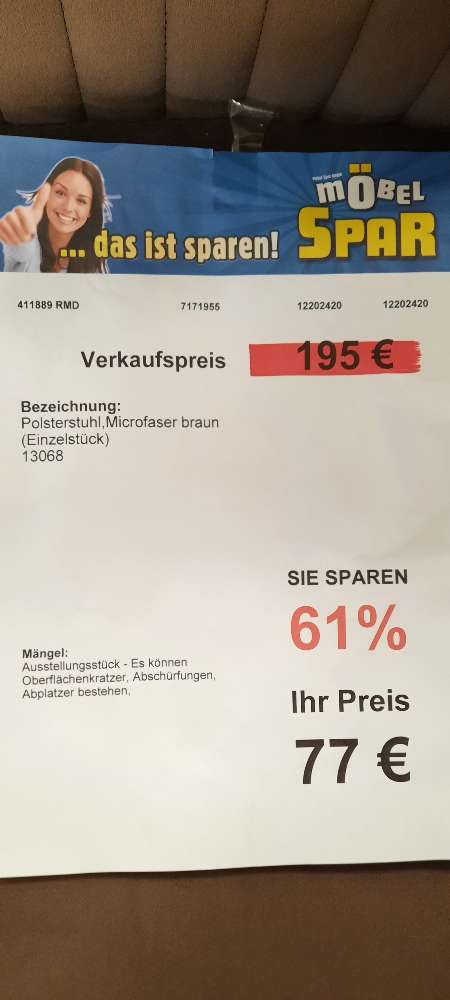 MÖBEL
... das ist sparen! SPAR
411889 RMD 7171955 12202420 12202420
Verkaufspreis 195 €
Bezeichnung:
Polsterstuhl,Microfaser braun
(Einzelstück)
13068
SIE SPAREN
61%
Mängel:
Ausstellungsstück - Es können
Oberflächenkratzer, Abschürfungen,
Abplatzer bestehen.
Ihr Preis
77 €